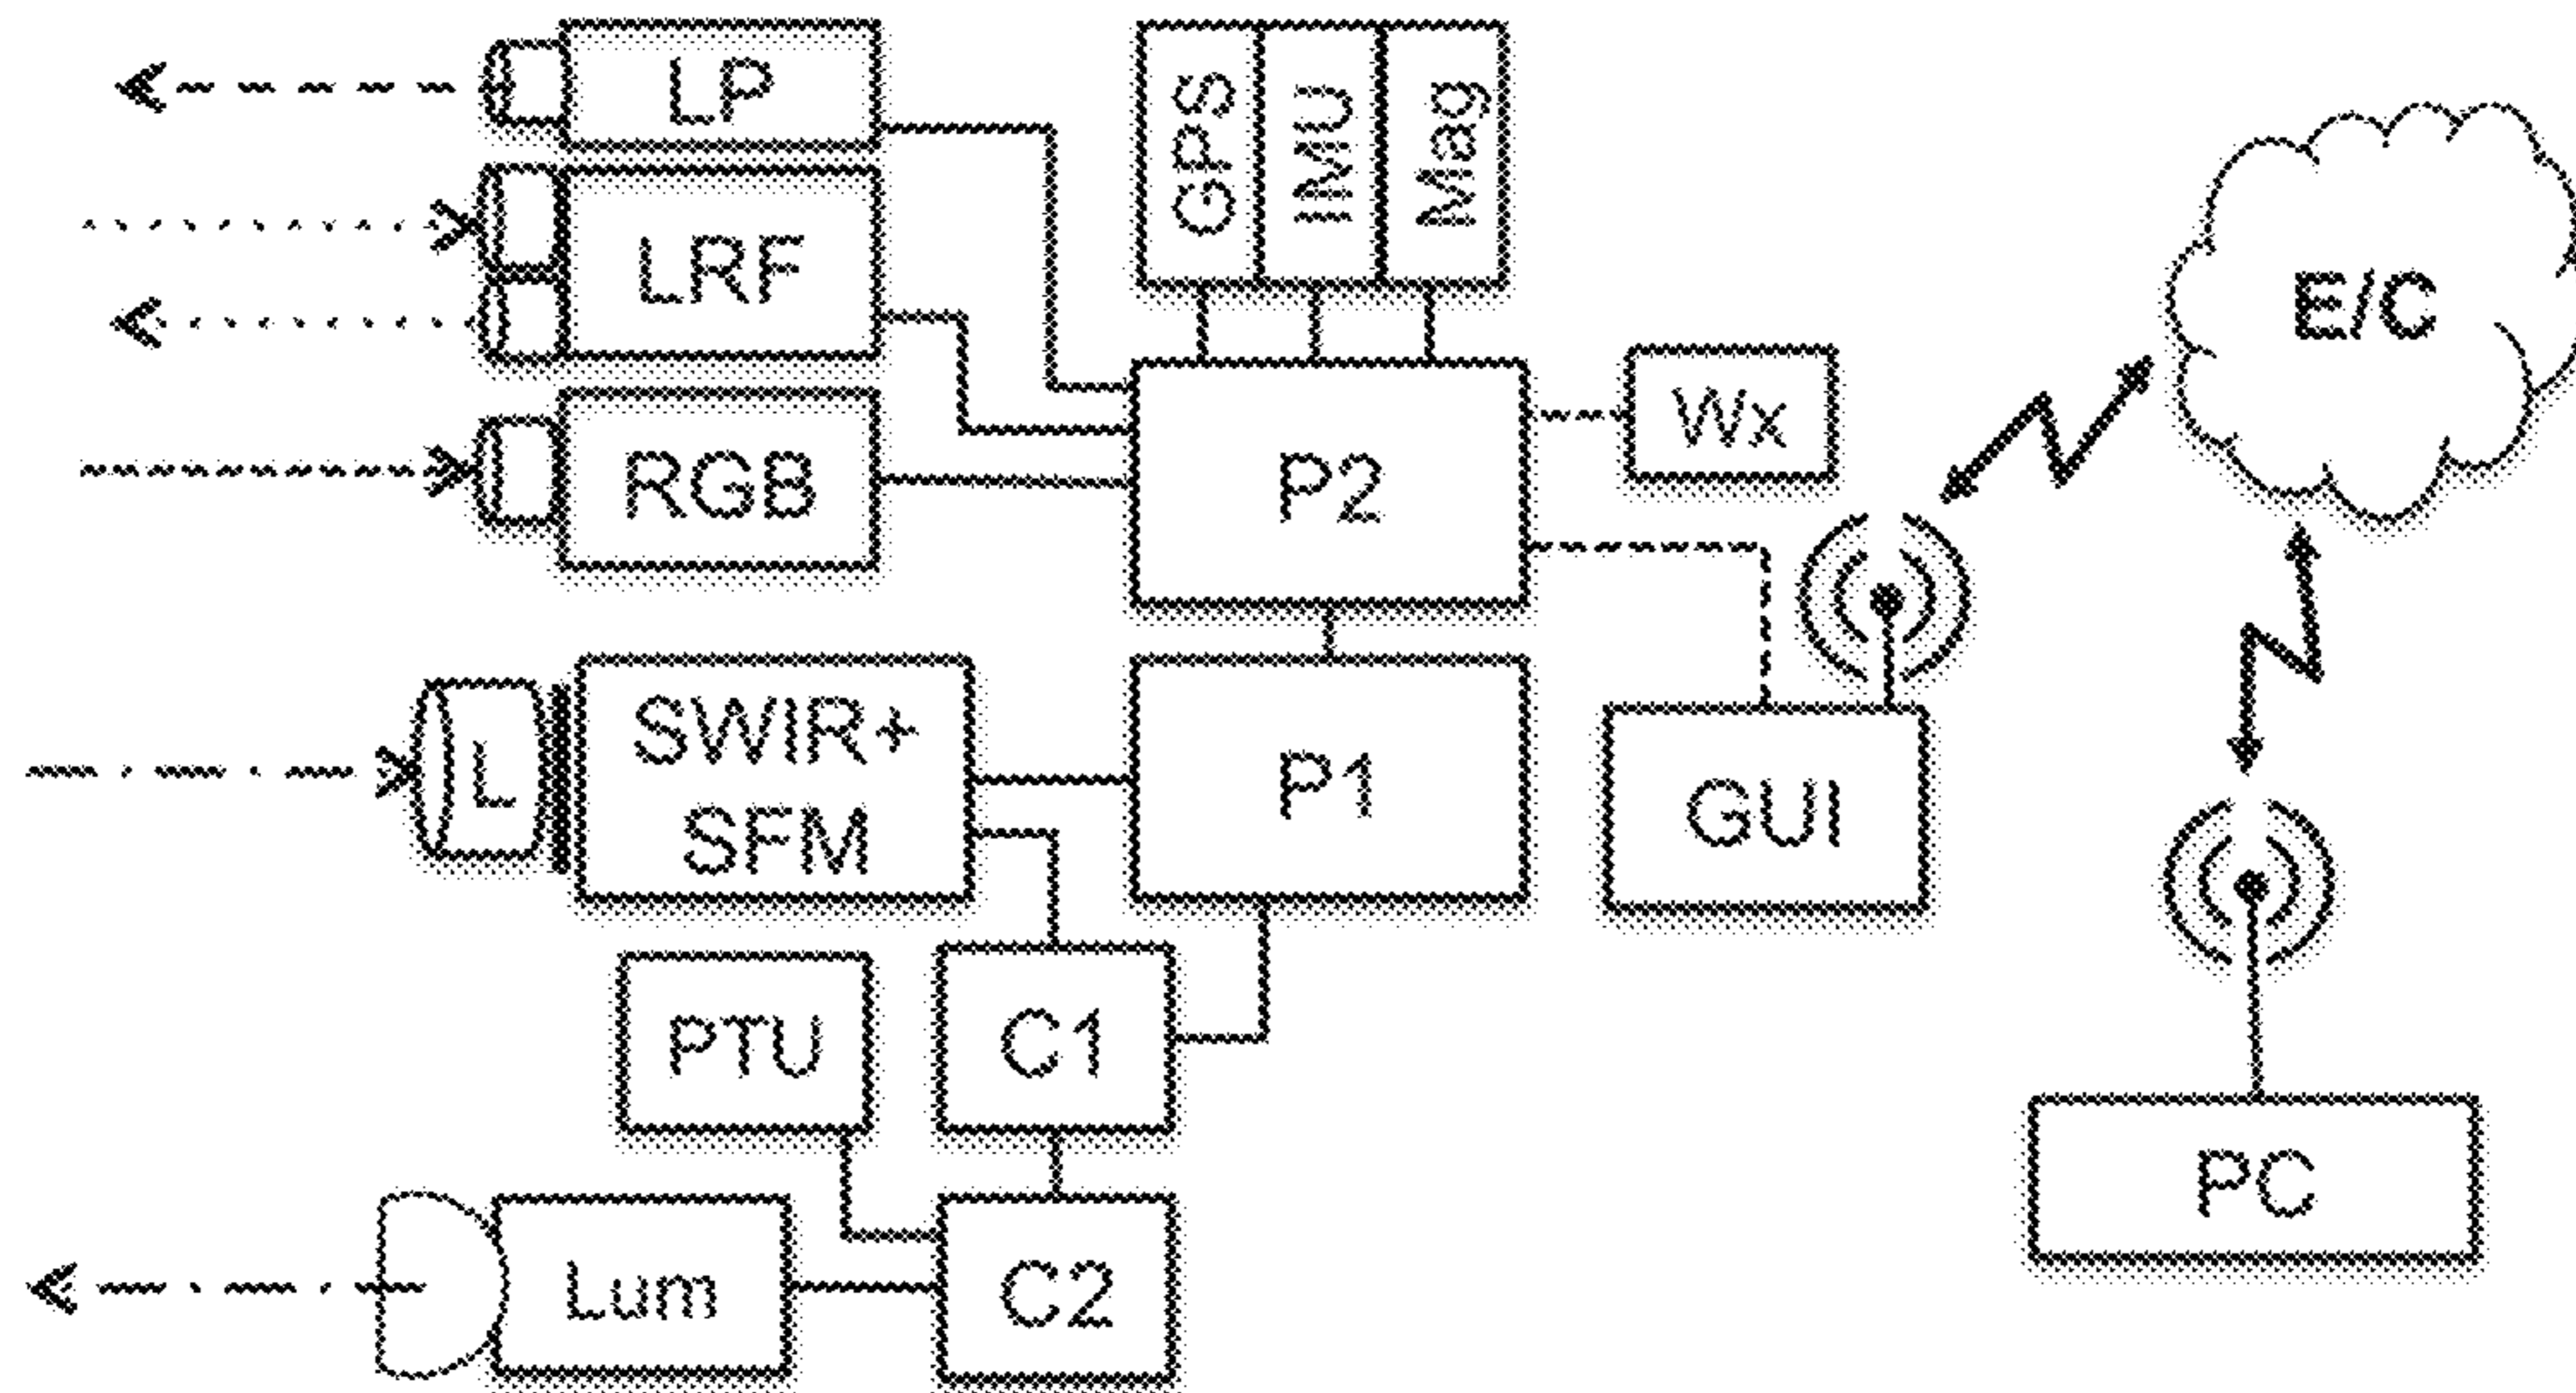 LP
GPS
IMU
Mag
LRF
E/C
Wx
RGB
P2
SWIR+
SFM
L
P1
GUI
PTU
C1
PC
Lum
C2